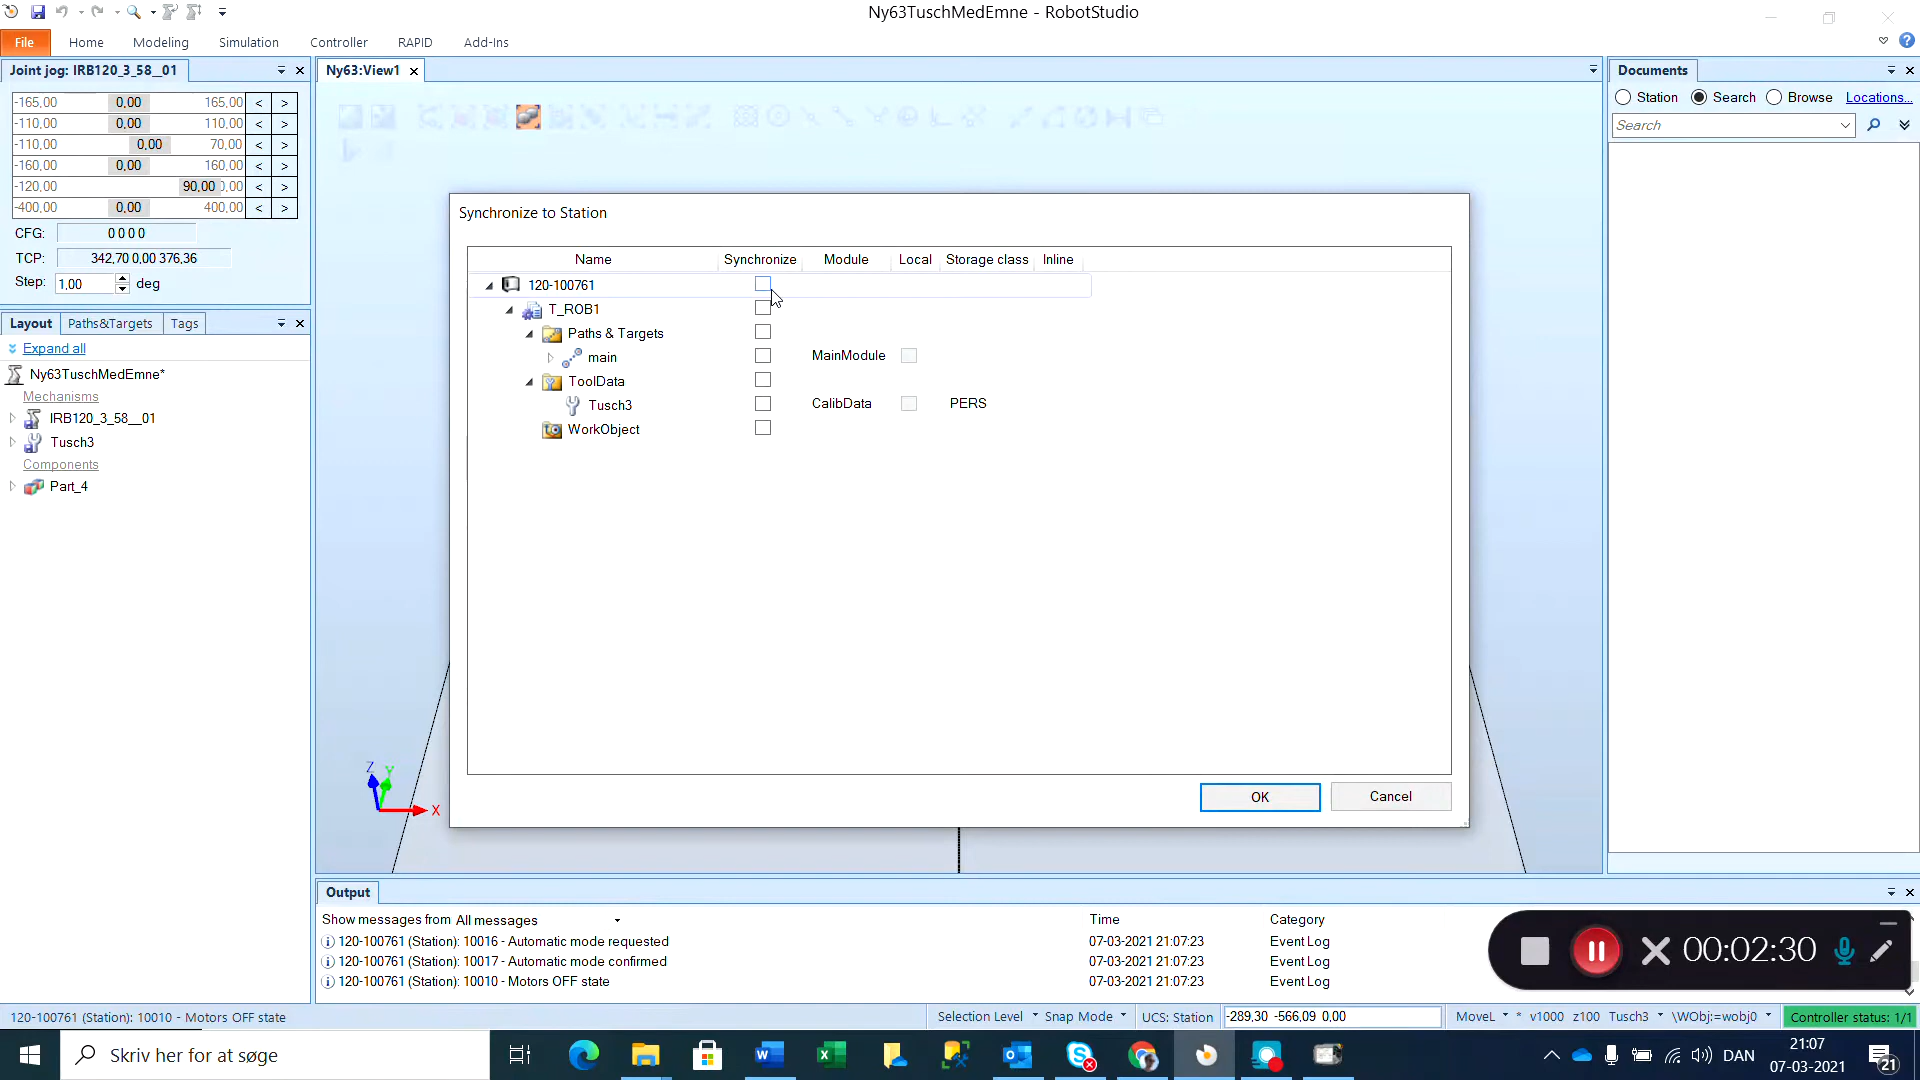 Ny63TuschMedEmne - RobotStudio
File Home Modeling Simulation Controller RAPID Add-Ins
Joint jog: IRB120_3_58__01
-165,00 0,00 165,00 < >
-110,00 0,00 110,00 < >
-110,00 0,00 70,00 < >
-160,00 0,00 160,00 < >
-120,00 90,00 0,00 < >
-400,00 0,00 400,00 < >
CFG: 0 0 0 0
TCP: 342,70 0,00 376,36
Step: 1,00 deg
Layout Paths&Targets Tags
Expand all
Ny63TuschMedEmne*
Mechanisms
IRB120_3_58__01
Tusch3
Components
Part_4
Ny63:View1
Synchronize to Station
Name Synchronize Module Local Storage class Inline
120-100761
T_ROB1
Paths & Targets
main MainModule
ToolData
Tusch3 CalibData PERS
WorkObject
OK Cancel
Z Y X
Documents
Station Search Browse Locations...
Search
Output
Show messages from All messages Time Category
120-100761 (Station): 10016 - Automatic mode requested 07-03-2021 21:07:23 Event Log
120-100761 (Station): 10017 - Automatic mode confirmed 07-03-2021 21:07:23 Event Log
120-100761 (Station): 10010 - Motors OFF state 07-03-2021 21:07:23 Event Log
00:02:30
120-100761 (Station): 10010 - Motors OFF state Selection Level Snap Mode UCS: Station -289,30 -566,09 0,00 MoveL * v1000 z100 Tusch3 \WObj:=wobj0 Controller status: 1/1
Skriv her for at søge
DAN
21:07
07-03-2021
21